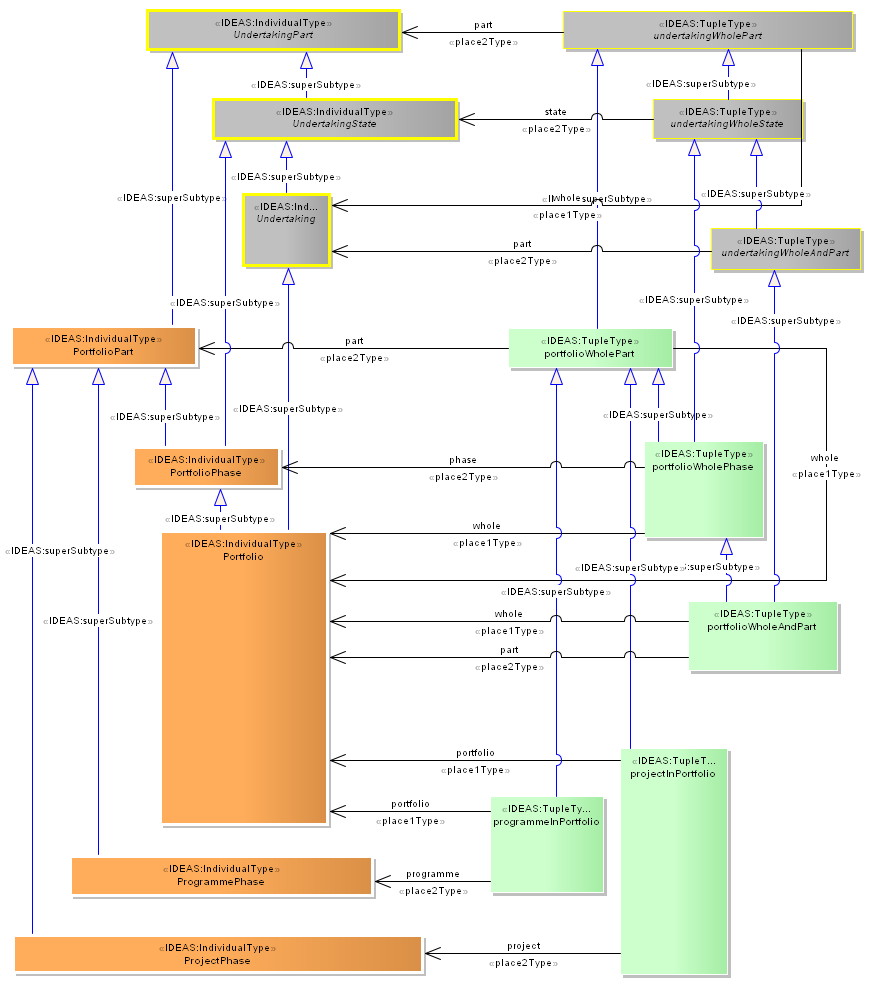 «IDEAS:IndividualType»
UndertakingPart
part
«place2Type»
«IDEAS:TupleType»
undertakingWholePart
«IDEAS:superSubtype»
«IDEAS:superSubtype»
«IDEAS:IndividualType»
UndertakingState
state
«place2Type»
«IDEAS:TupleType»
undertakingWholeState
«IDEAS:superSubtype»
«IDEAS:superSubtype»
«IDEAS:superSubtype»
whole
superSubtype»
«place1Type»
«IDEAS:Ind...
Undertaking
part
«place2Type»
«IDEAS:TupleType»
undertakingWholeAndPart
«IDEAS:superSubtype»
«IDEAS:superSubtype»
«IDEAS:superSubtype»
«IDEAS:IndividualType»
PortfolioPart
part
«place2Type»
«IDEAS:TupleType»
portfolioWholePart
«IDEAS:superSubtype»
«IDEAS:superSubtype»
«IDEAS:superSubtype»
«IDEAS:IndividualType»
PortfolioPhase
phase
«place2Type»
«IDEAS:TupleType»
portfolioWholePhase
whole
«place1Type»
«IDEAS:superSubtype»
whole
«place1Type»
«IDEAS:IndividualType»
Portfolio
«IDEAS:superSubtype»
«IDEAS:superSubtype»
:superSubtype»
«IDEAS:superSubtype»
whole
«place1Type»
«IDEAS:TupleType»
portfolioWholeAndPart
«IDEAS:superSubtype»
part
«place2Type»
portfolio
«place1Type»
«IDEAS:TupleT...
projectInPortfolio
portfolio
«place1Type»
«IDEAS:TupleTy...
programmeInPortfolio
«IDEAS:IndividualType»
ProgrammePhase
programme
«place2Type»
«IDEAS:IndividualType»
ProjectPhase
project
«place2Type»